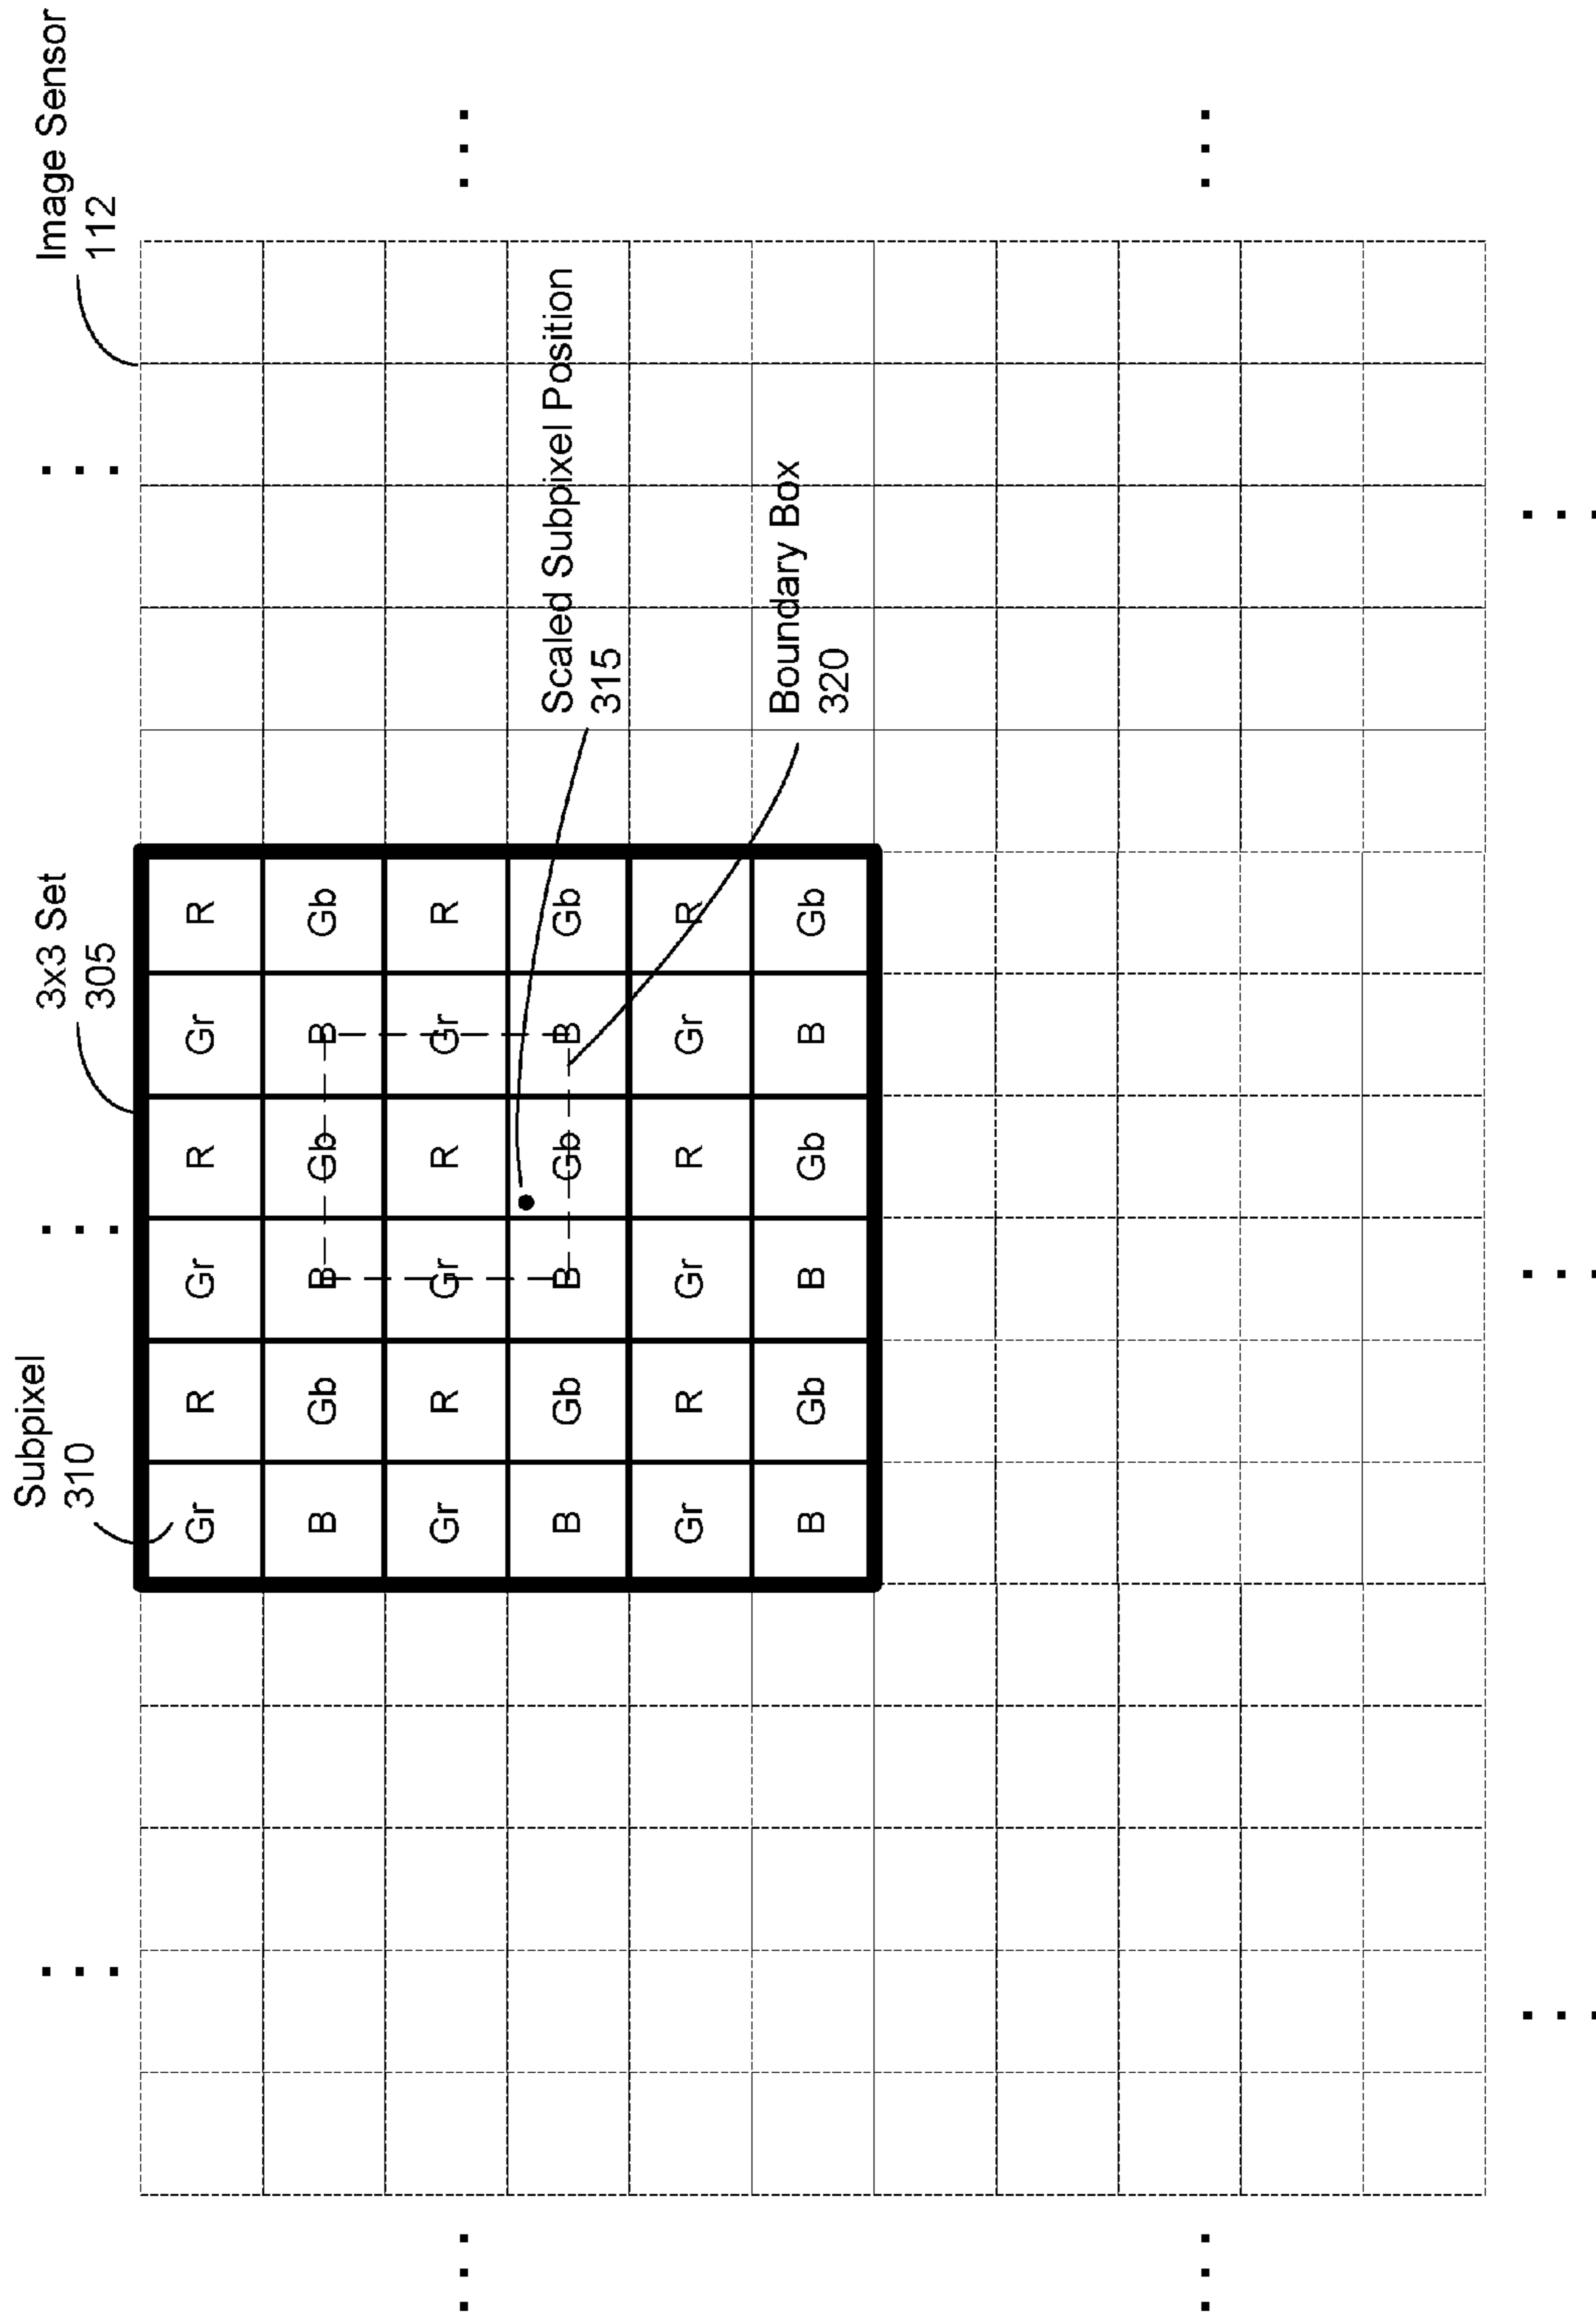 Subpixel
310
3x3 Set
305
Image Sensor
112
Gr R Gr R Gr R
B Gb B Gb B Gb
Gr R Gr R Gr R
B Gb B Gb B Gb
Scaled Subpixel Position
315
Gr R Gr R Gr R
B Gb B Gb B Gb
Boundary Box
320